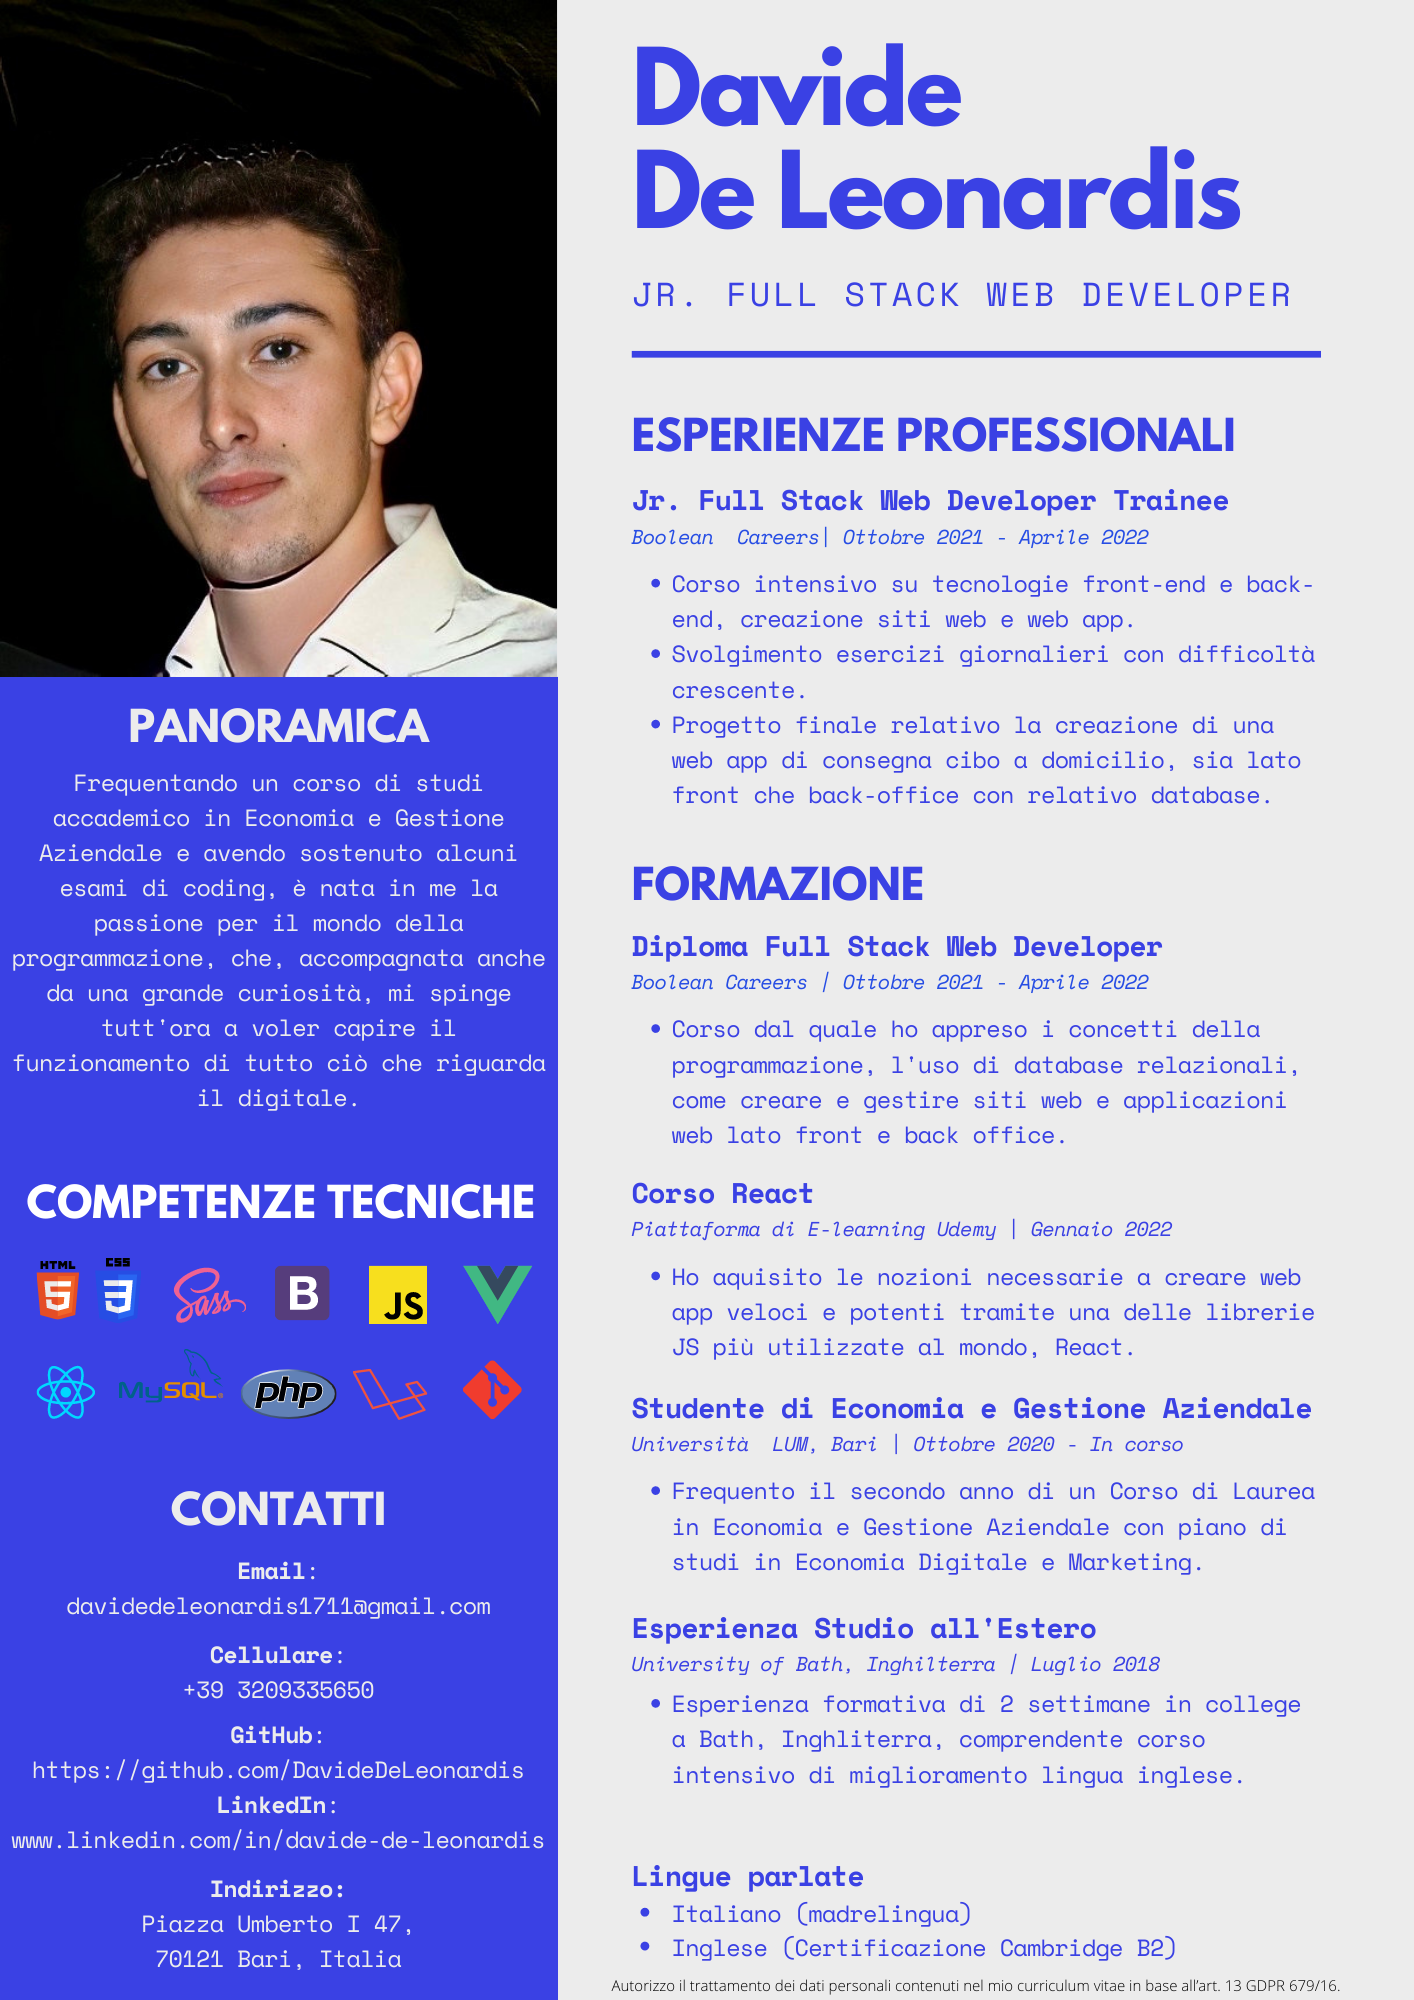 Davide
De Leonardis
JR. FULL STACK WEB DEVELOPER
ESPERIENZE PROFESSIONALI
Jr. Full Stack Web Developer Trainee
Boolean  Careers| Ottobre 2021 - Aprile 2022
• Corso intensivo su tecnologie front-end e back-
end, creazione siti web e web app.
• Svolgimento esercizi giornalieri con difficoltà
crescente.
• Progetto finale relativo la creazione di una
web app di consegna cibo a domicilio, sia lato
front che back-office con relativo database.
FORMAZIONE
Diploma Full Stack Web Developer
Boolean Careers | Ottobre 2021 - Aprile 2022
• Corso dal quale ho appreso i concetti della
programmazione, l'uso di database relazionali,
come creare e gestire siti web e applicazioni
web lato front e back office.
Corso React
Piattaforma di E-learning Udemy | Gennaio 2022
• Ho aquisito le nozioni necessarie a creare web
app veloci e potenti tramite una delle librerie
JS più utilizzate al mondo, React.
Studente di Economia e Gestione Aziendale
Università  LUM, Bari | Ottobre 2020 - In corso
• Frequento il secondo anno di un Corso di Laurea
in Economia e Gestione Aziendale con piano di
studi in Economia Digitale e Marketing.
Esperienza Studio all'Estero
University of Bath, Inghilterra | Luglio 2018
• Esperienza formativa di 2 settimane in college
a Bath, Inghliterra, comprendente corso
intensivo di miglioramento lingua inglese.
Lingue parlate
• Italiano (madrelingua)
• Inglese (Certificazione Cambridge B2)
Autorizzo il trattamento dei dati personali contenuti nel mio curriculum vitae in base all'art. 13 GDPR 679/16.
PANORAMICA
Frequentando un corso di studi
accademico in Economia e Gestione
Aziendale e avendo sostenuto alcuni
esami di coding, è nata in me la
passione per il mondo della
programmazione, che, accompagnata anche
da una grande curiosità, mi spinge
tutt'ora a voler capire il
funzionamento di tutto ciò che riguarda
il digitale.
COMPETENZE TECNICHE
HTML 5 CSS 3 Sass B JS
MySQL php
CONTATTI
Email:
davidedeleonardis1711@gmail.com
Cellulare:
+39 3209335650
GitHub:
https://github.com/DavideDeLeonardis
LinkedIn:
www.linkedin.com/in/davide-de-leonardis
Indirizzo:
Piazza Umberto I 47,
70121 Bari, Italia